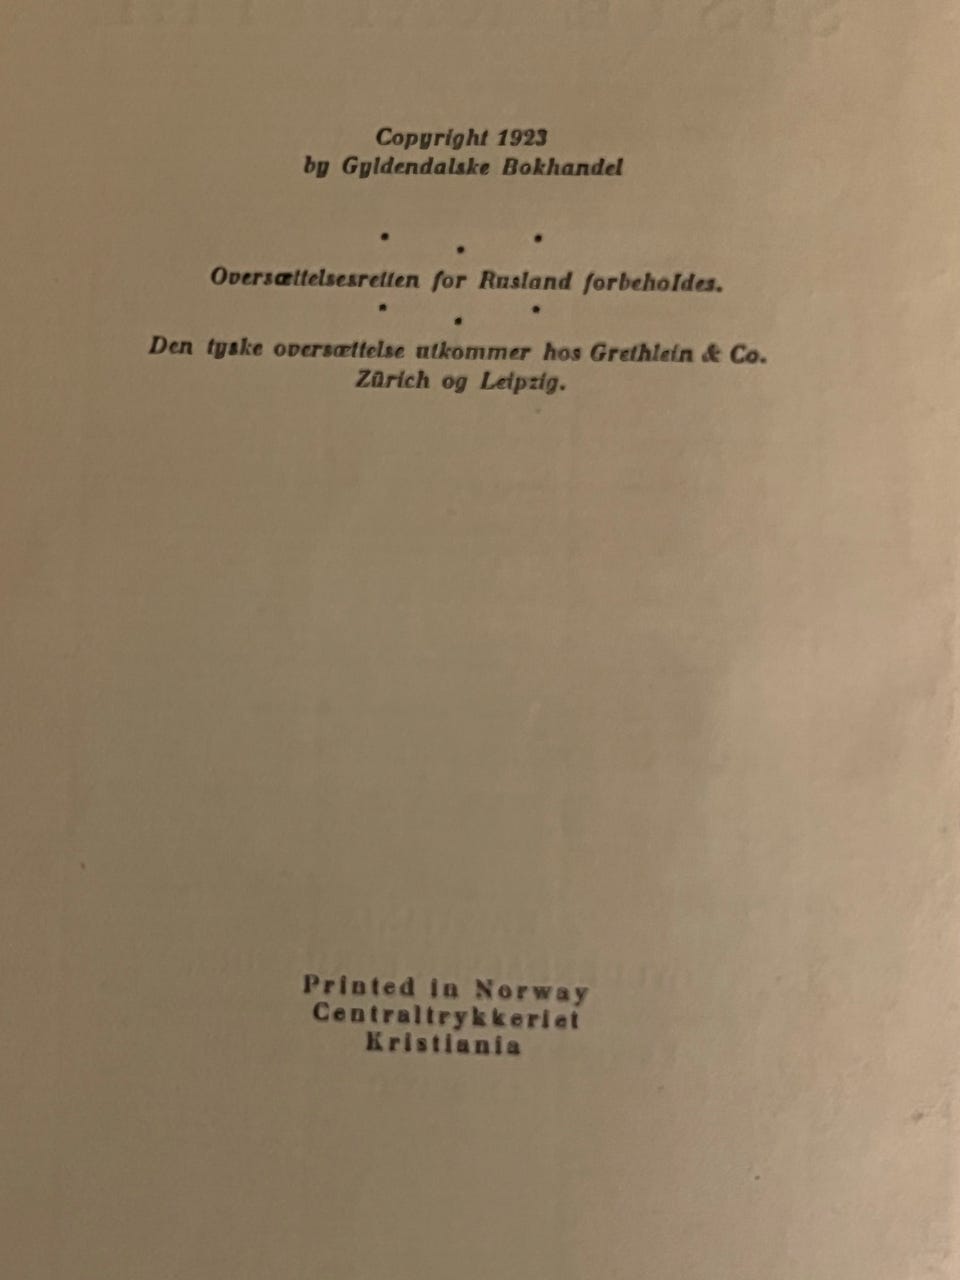 Copyright 1923
by Gyldendalske Bokhandel
Oversættelsesretten for Rusland forbeholdes.
Den tyske oversættelse utkommer hos Grethlein & Co.
Zürich og Leipzig.
Printed in Norway
Centraltrykkeriet
Kristiania